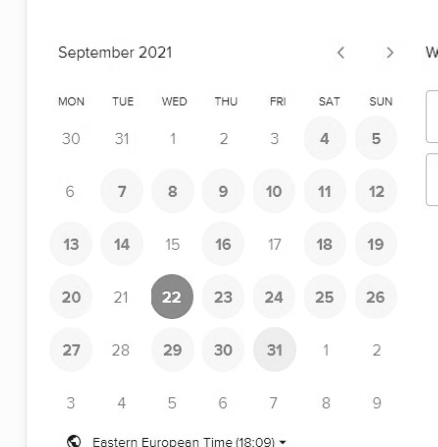 September 2021
W
MON TUE WED THU FRI SAT SUN
30 31 1 2 3 4 5
6 7 8 9 10 11 12
13 14 15 16 17 18 19
20 21 22 23 24 25 26
27 28 29 30 31 1 2
3 4 5 6 7 8 9
Eastern European Time (18:09)